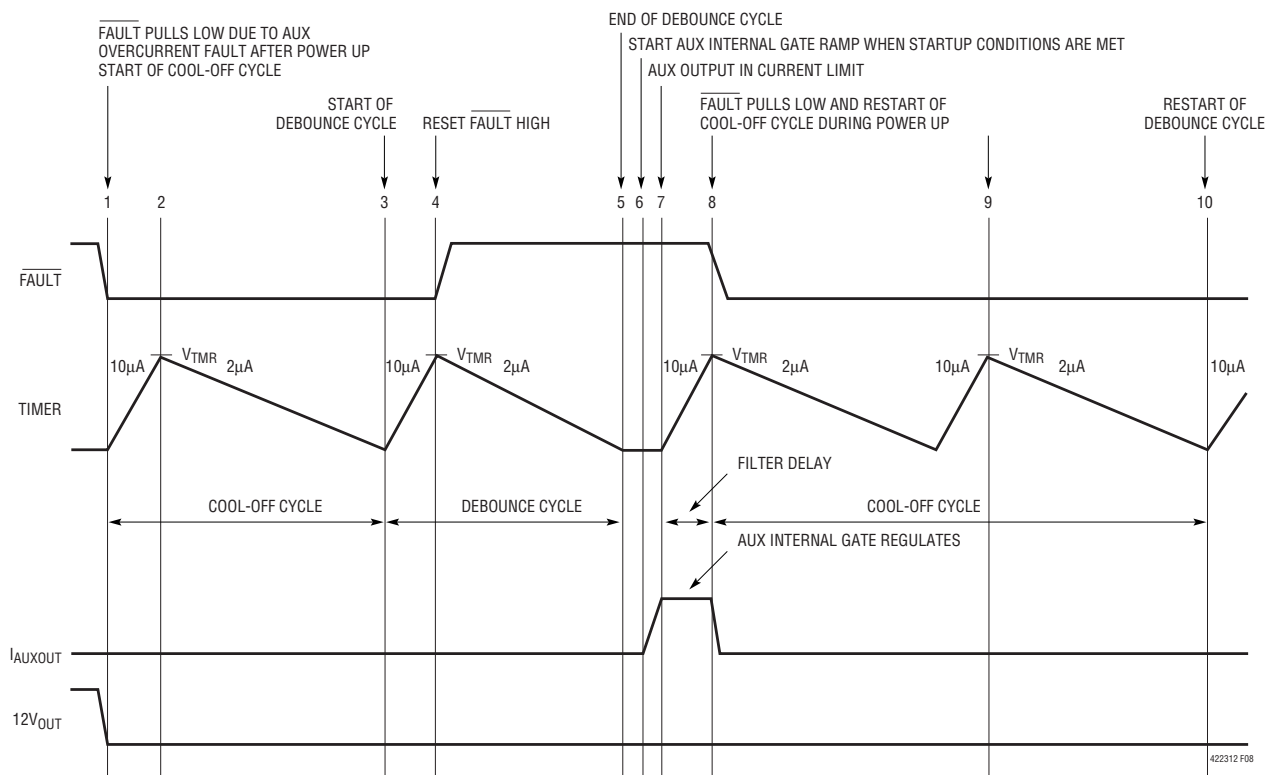 FAULT PULLS LOW DUE TO AUX
OVERCURRENT FAULT AFTER POWER UP
START OF COOL-OFF CYCLE
START OF
DEBOUNCE CYCLE
RESET FAULT HIGH
END OF DEBOUNCE CYCLE
START AUX INTERNAL GATE RAMP WHEN STARTUP CONDITIONS ARE MET
AUX OUTPUT IN CURRENT LIMIT
FAULT PULLS LOW AND RESTART OF
COOL-OFF CYCLE DURING POWER UP
RESTART OF
DEBOUNCE CYCLE
1 2 3 4 5 6 7 8 9 10
FAULT
TIMER
10µA VTMR 2µA 10µA VTMR 2µA 10µA VTMR 2µA 10µA VTMR 2µA 10µA
FILTER DELAY
COOL-OFF CYCLE DEBOUNCE CYCLE COOL-OFF CYCLE
AUX INTERNAL GATE REGULATES
IAUXOUT
12VOUT
422312 F08